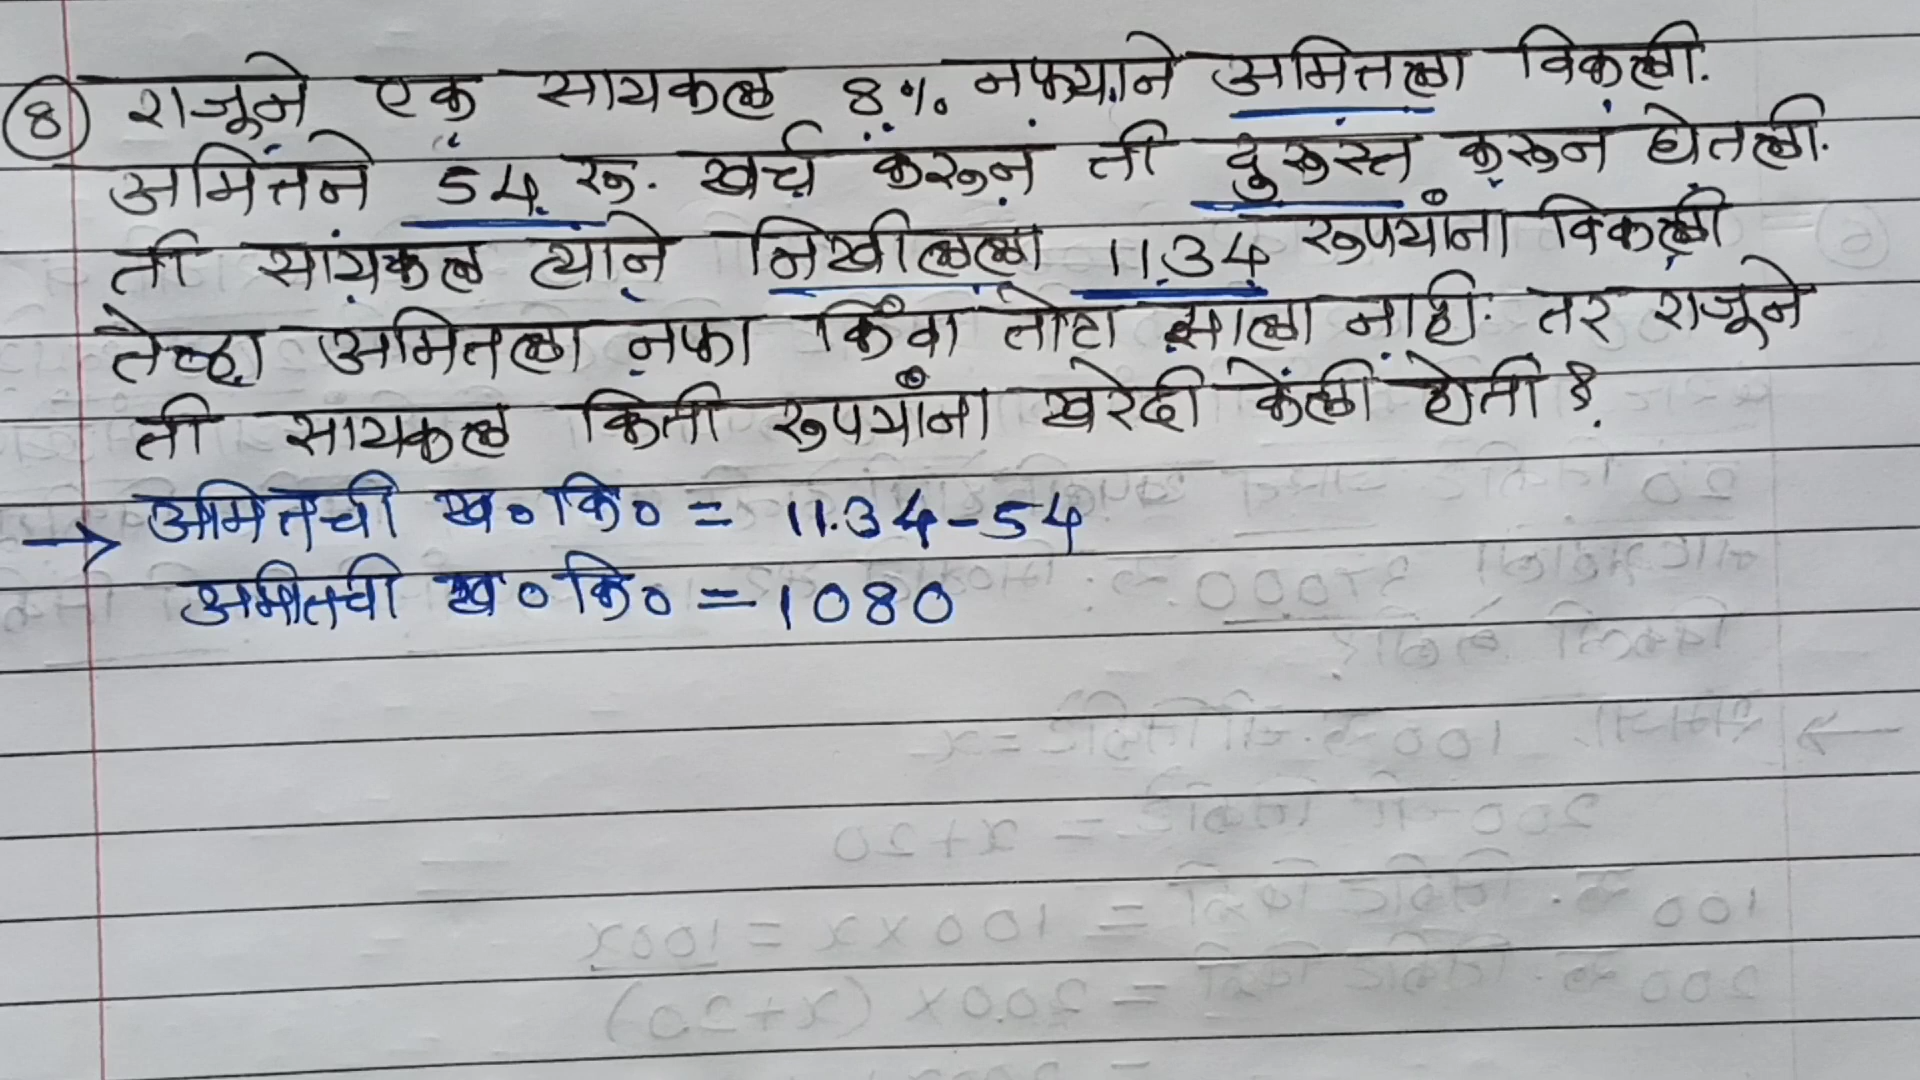 8 राजूने एक सायकल 8% नफ्याने अमितला विकली.
अमितने 54 रु. खर्च करून ती दुरुस्त करून घेतली.
ती सायकल त्याने निखीलला 1134 रुपयांना विकली
तेव्हा अमितला नफा किंवा तोटा झाला नाही. तर राजूने
ती सायकल किती रुपयांना खरेदी केली होती?
→ अमितची ख० कि० = 1134-54
अमीतची ख० कि० = 1080